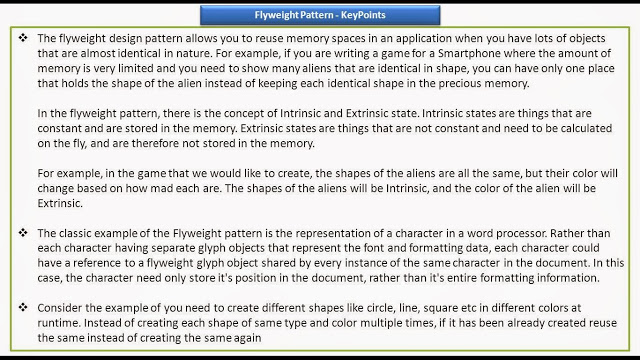 Flyweight Pattern - KeyPoints
❖ The flyweight design pattern allows you to reuse memory spaces in an application when you have lots of objects
that are almost identical in nature. For example, if you are writing a game for a Smartphone where the amount of
memory is very limited and you need to show many aliens that are identical in shape, you can have only one place
that holds the shape of the alien instead of keeping each identical shape in the precious memory.
In the flyweight pattern, there is the concept of Intrinsic and Extrinsic state. Intrinsic states are things that are
constant and are stored in the memory. Extrinsic states are things that are not constant and need to be calculated
on the fly, and are therefore not stored in the memory.
For example, in the game that we would like to create, the shapes of the aliens are all the same, but their color will
change based on how mad each are. The shapes of the aliens will be Intrinsic, and the color of the alien will be
Extrinsic.
❖ The classic example of the Flyweight pattern is the representation of a character in a word processor. Rather than
each character having separate glyph objects that represent the font and formatting data, each character could
have a reference to a flyweight glyph object shared by every instance of the same character in the document. In this
case, the character need only store it's position in the document, rather than it's entire formatting information.
❖ Consider the example of you need to create different shapes like circle, line, square etc in different colors at
runtime. Instead of creating each shape of same type and color multiple times, if it has been already created reuse
the same instead of creating the same again